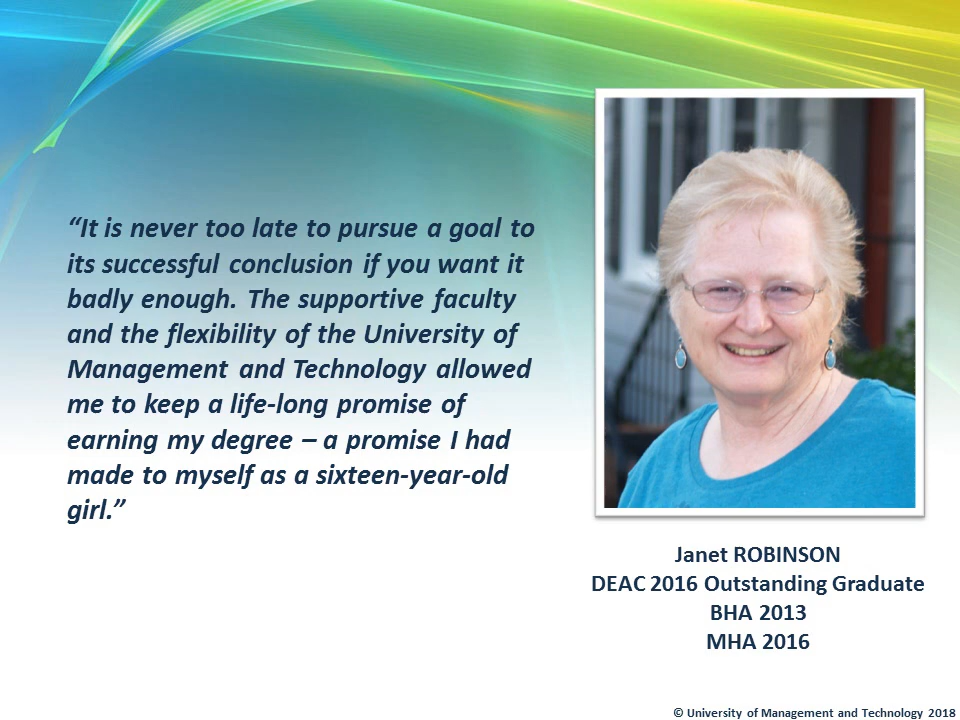 “It is never too late to pursue a goal to
its successful conclusion if you want it
badly enough. The supportive faculty
and the flexibility of the University of
Management and Technology allowed
me to keep a life-long promise of
earning my degree – a promise I had
made to myself as a sixteen-year-old
girl.”
Janet ROBINSON
DEAC 2016 Outstanding Graduate
BHA 2013
MHA 2016
© University of Management and Technology 2018